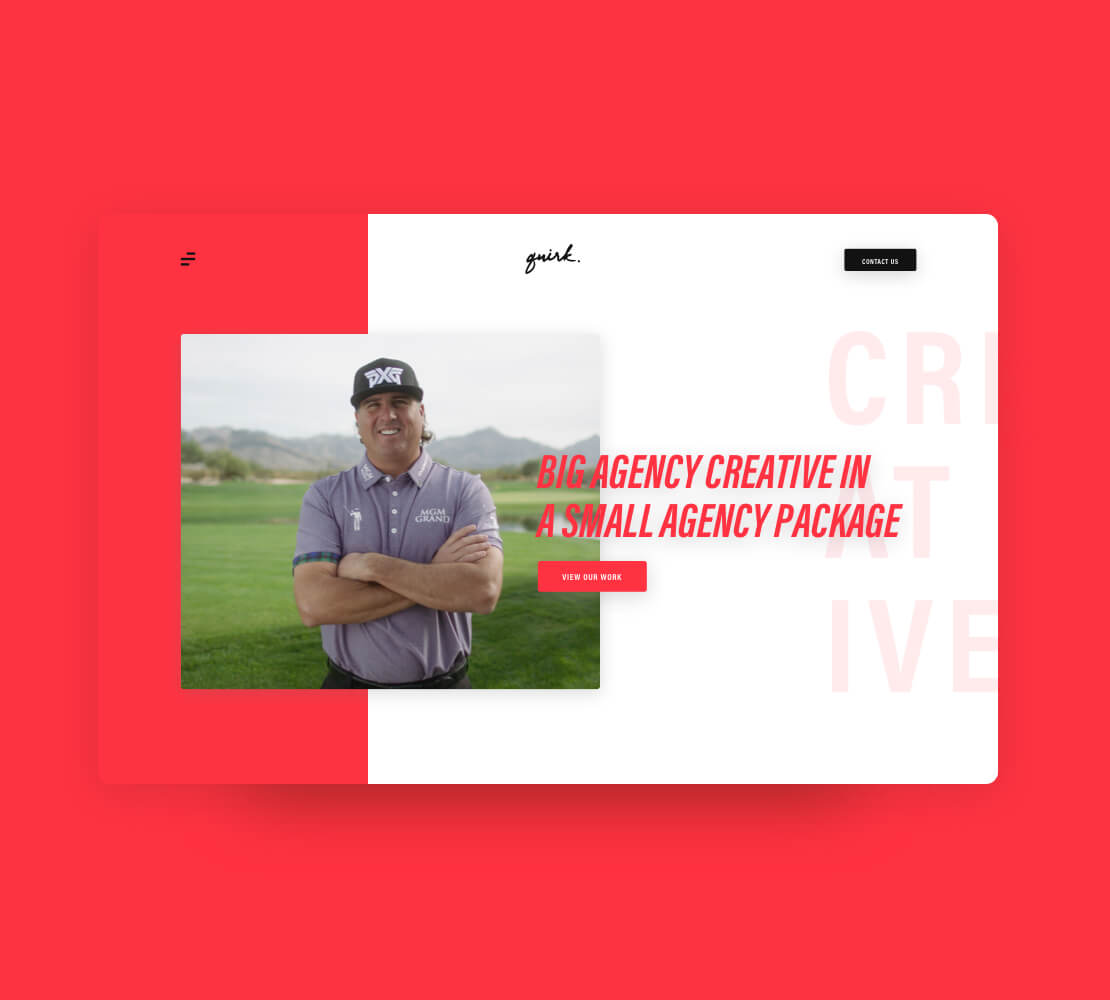 quirk.
CONTACT US
CRE
AT
IVE
PXG
MGM
GRAND
BIG AGENCY CREATIVE IN
A SMALL AGENCY PACKAGE
VIEW OUR WORK